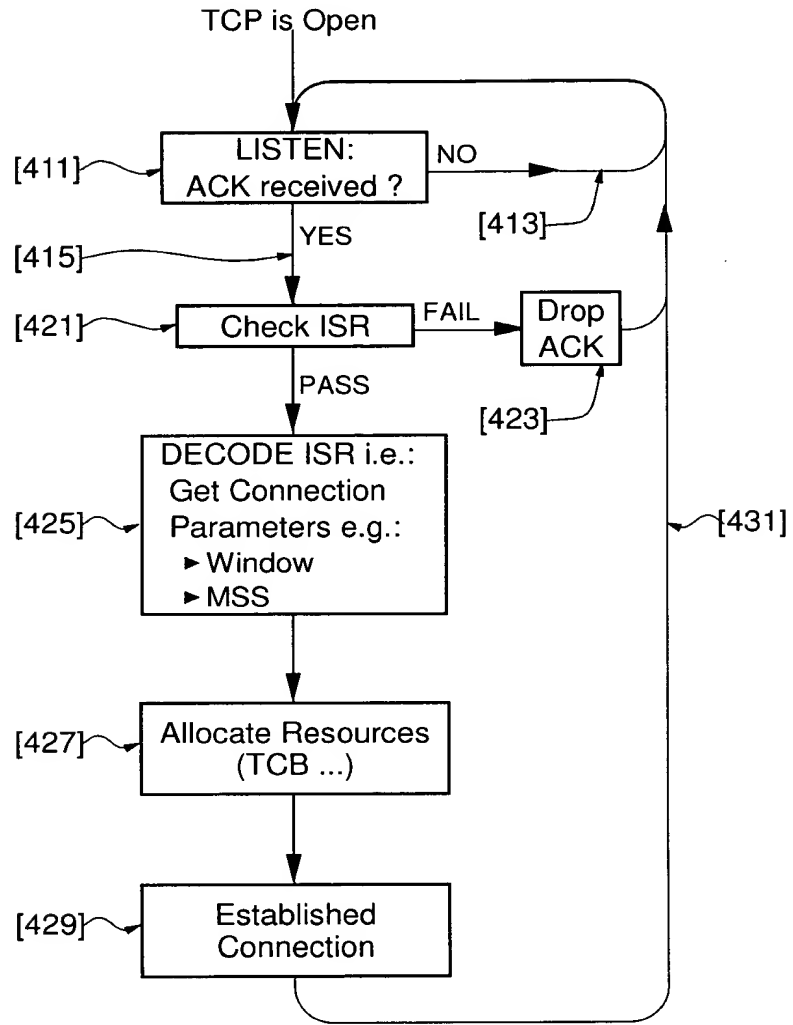 TCP is Open
LISTEN:
ACK received ?
NO
[411]
[413]
YES
[415]
[421]
Check ISR
FAIL
Drop
ACK
PASS
[423]
DECODE ISR i.e.:
Get Connection
Parameters e.g.:
► Window
► MSS
[425]
[431]
[427]
Allocate Resources
(TCB ...)
[429]
Established
Connection